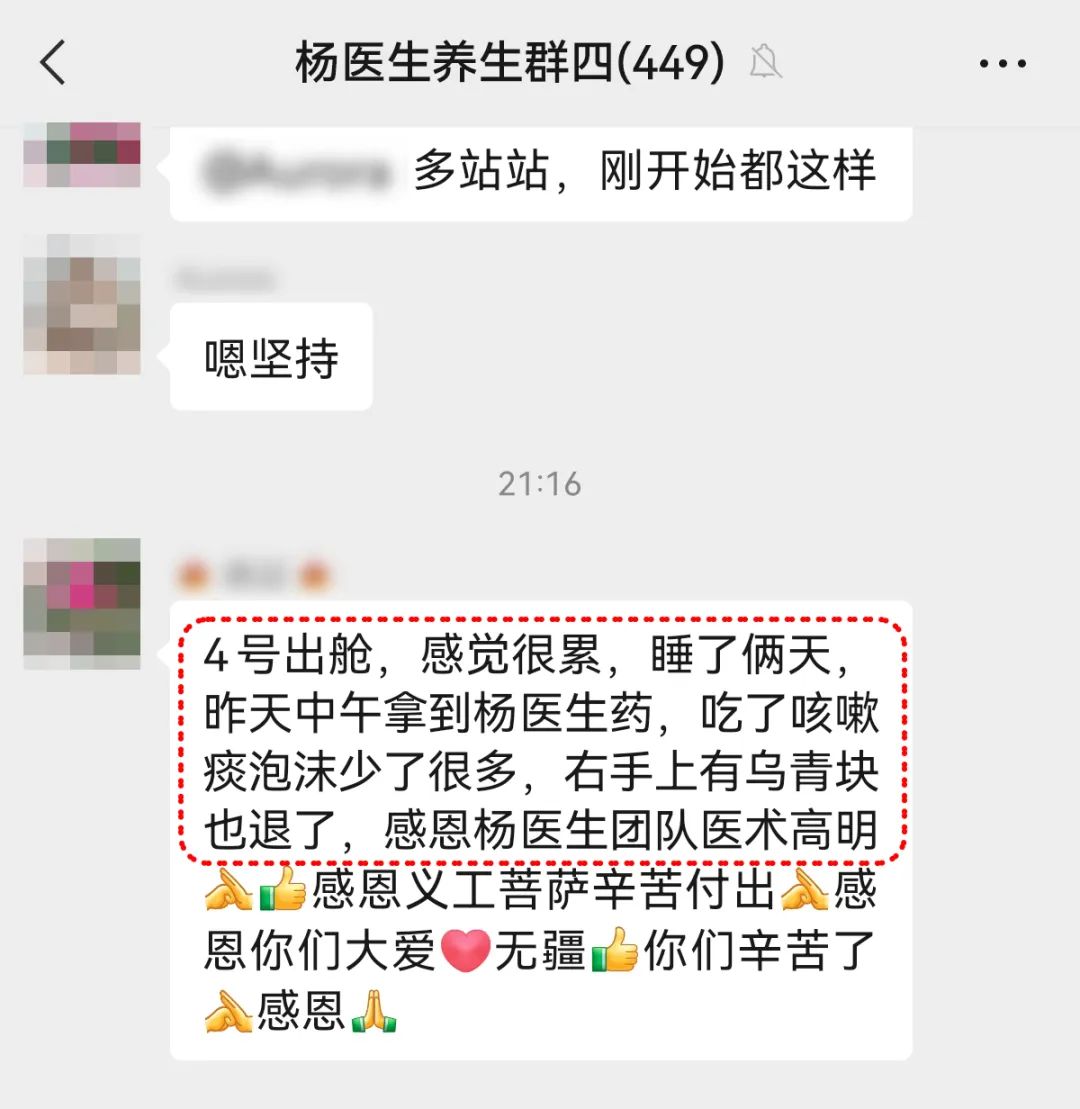 杨医生养生群四(449)
多站站，刚开始都这样
嗯坚持
21:16
4号出舱，感觉很累，睡了俩天，
昨天中午拿到杨医生药，吃了咳嗽
痰泡沫少了很多，右手上有乌青块
也退了，感恩杨医生团队医术高明
👏👍感恩义工菩萨辛苦付出👏感
恩你们大爱❤️无疆👍你们辛苦了
👏感恩🙏